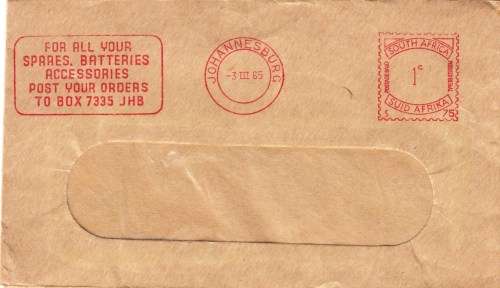 FOR ALL YOUR
SPARES, BATTERIES
ACCESSORIES
POST YOUR ORDERS
TO BOX 7335 JHB
JOHANNESBURG
-3 III 65
SOUTH AFRICA
1c
SUID AFRIKA
S 75